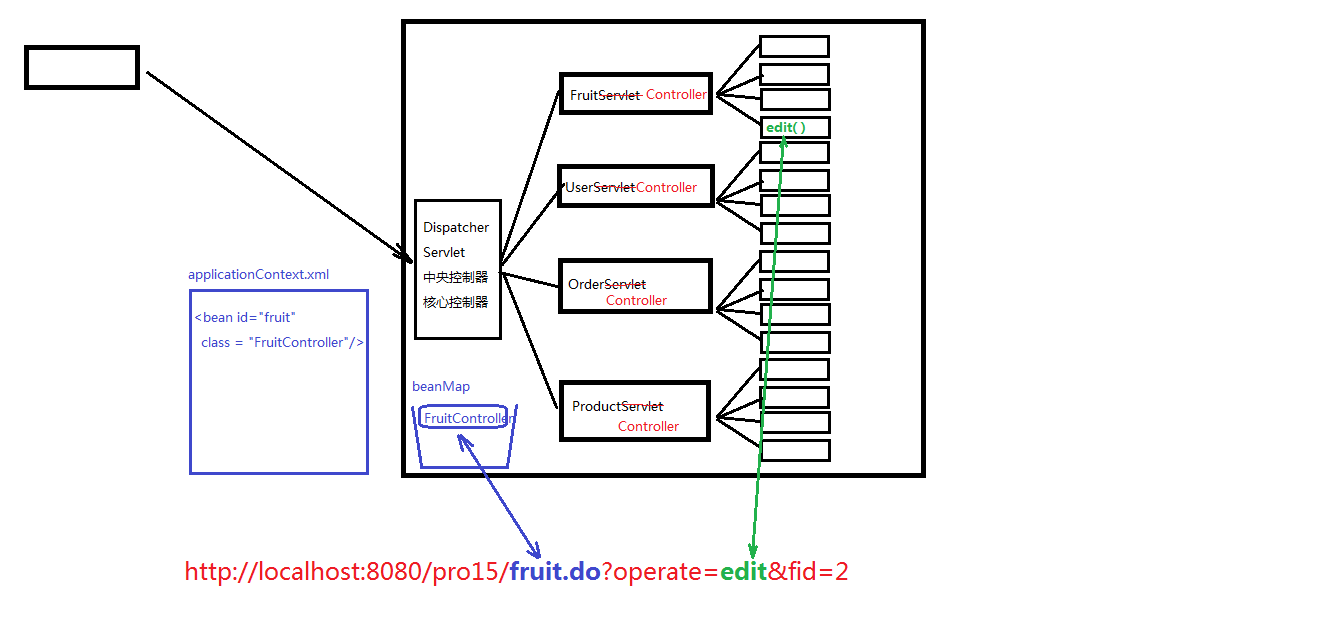 FruitServlet Controller
edit( )
UserServletController
Dispatcher
Servlet
中央控制器
核心控制器
OrderServlet
Controller
applicationContext.xml
<bean id="fruit"
class = "FruitController"/>
beanMap
FruitController
ProductServlet
Controller
http://localhost:8080/pro15/fruit.do?operate=edit&fid=2